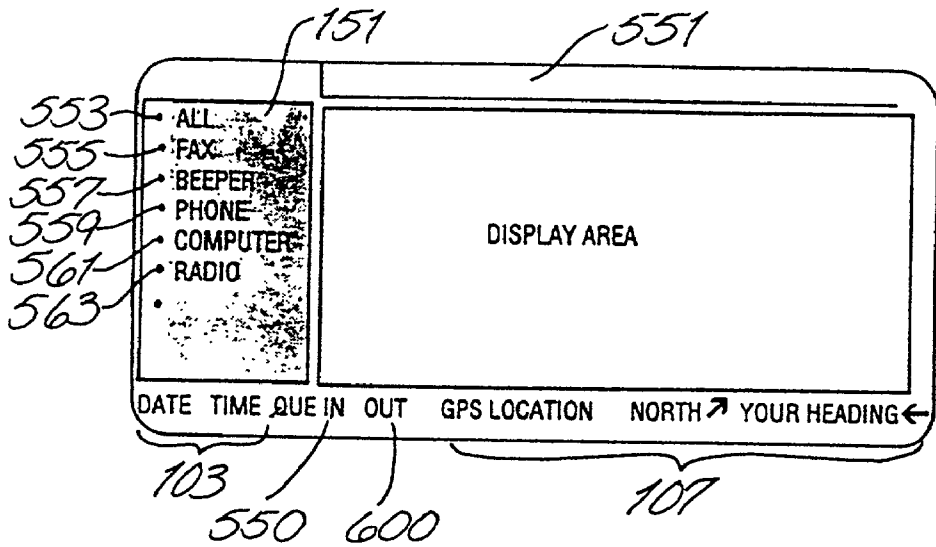 151
551
553 • ALL
555 • FAX
557 • BEEPER
559 • PHONE
561 • COMPUTER
563 • RADIO
•
DISPLAY AREA
DATE TIME QUE IN OUT GPS LOCATION NORTH ↗ YOUR HEADING ←
103 550 600 107